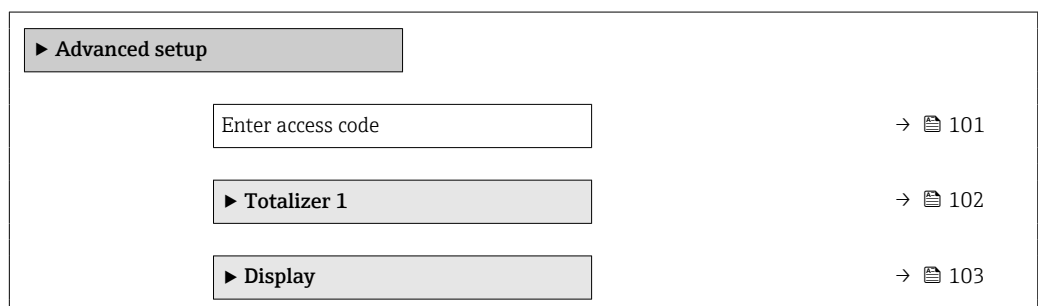 ▶ Advanced setup
Enter access code → 🖺 101
▶ Totalizer 1 → 🖺 102
▶ Display → 🖺 103